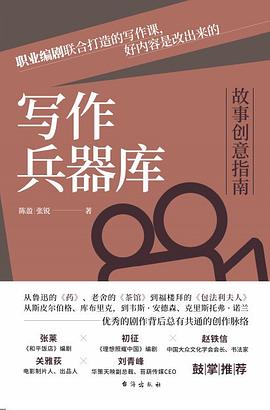 职业编剧联合打造的写作课，
好内容是改出来的
写作
兵器库
故事创意指南
陈盈 张锐——著
从鲁迅的《药》、老舍的《茶馆》到福楼拜的《包法利夫人》
从斯皮尔伯格、库布里克，到韦斯·安德森、克里斯托弗·诺兰
——优秀的剧作背后总有共通的创作脉络
张莱 × 初征 × 赵铁信
《和平饭店》编剧 《理想照耀中国》编剧 中国大众文化学会会长、书法家
关雅荻 × 刘青峰 鼓掌推荐
电影制片人、出品人 华策天映副总裁、苔藓传媒CEO
台海出版社